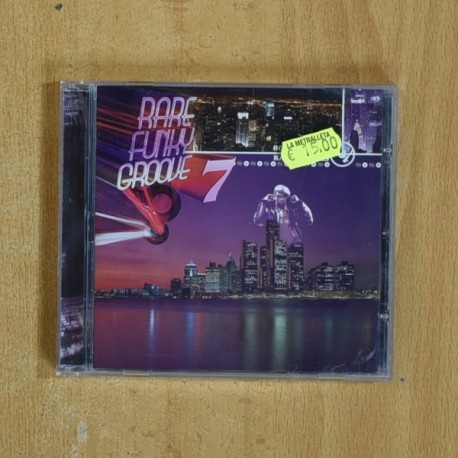 RARE
FUNKY
GROOVE
7
LA METRALLETA
€ 15,00